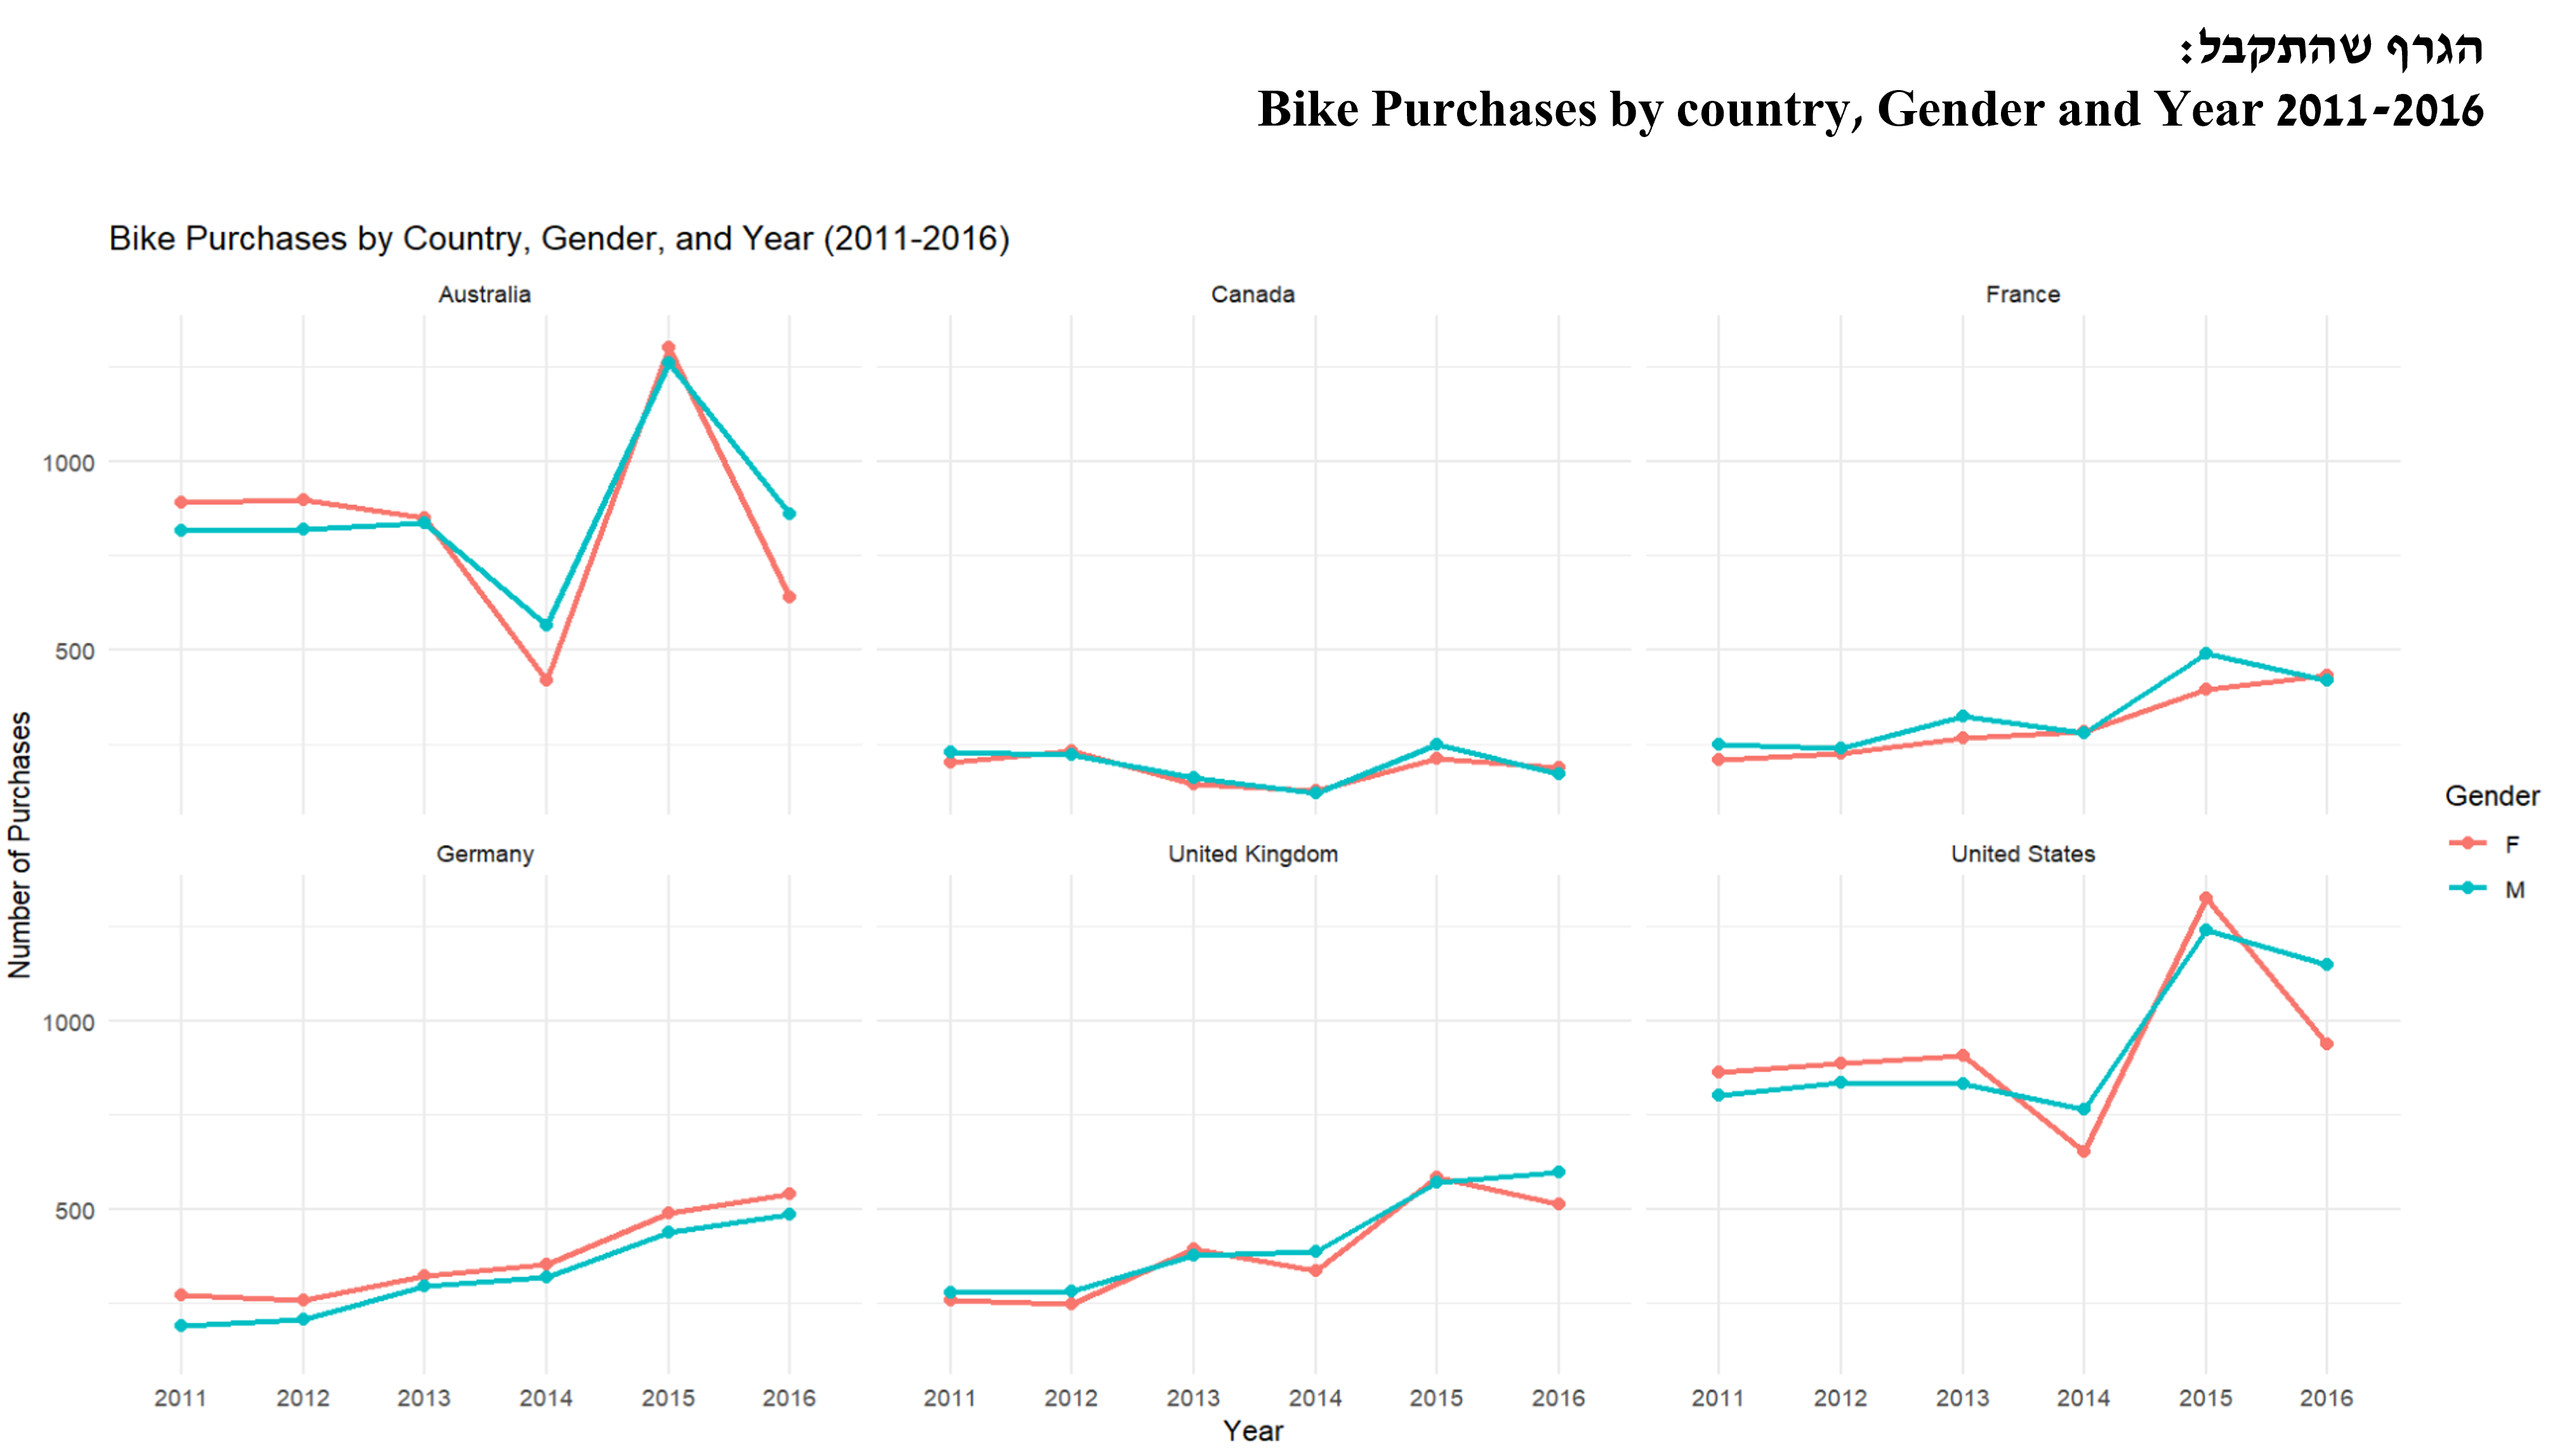 הגרף שהתקבל:
Bike Purchases by country, Gender and Year 2011-2016
Bike Purchases by Country, Gender, and Year (2011-2016)
Australia
Canada
France
1000
500
Number of Purchases
Germany
United Kingdom
United States
1000
500
2011 2012 2013 2014 2015 2016
2011 2012 2013 2014 2015 2016
2011 2012 2013 2014 2015 2016
Year
Gender
F
M